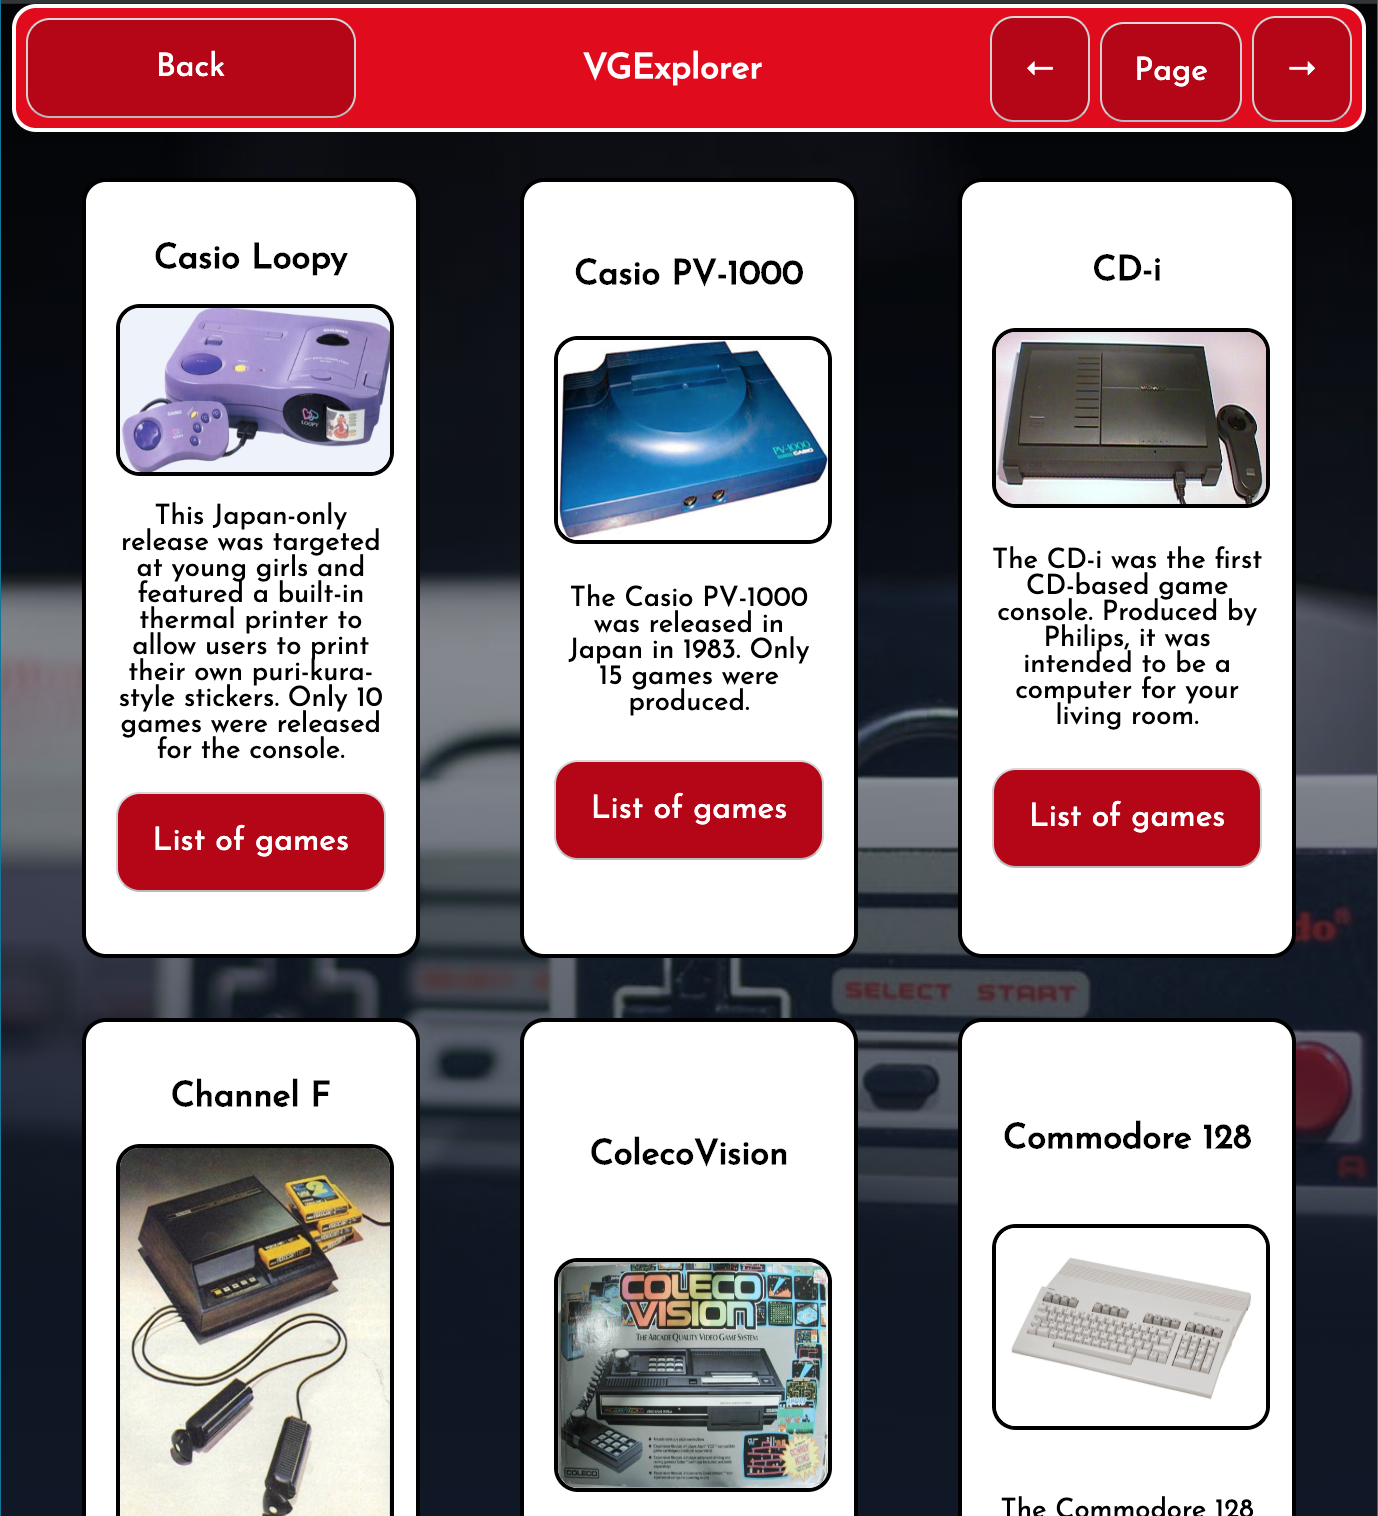 Back
VGExplorer
←
Page
→
Casio Loopy
LOOPY
This Japan-only
release was targeted
at young girls and
featured a built-in
thermal printer to
allow users to print
their own puri-kura-
style stickers. Only 10
games were released
for the console.
List of games
Casio PV-1000
PV-1000
CASIO
The Casio PV-1000
was released in
Japan in 1983. Only
15 games were
produced.
List of games
CD-i
The CD-i was the first
CD-based game
console. Produced by
Philips, it was
intended to be a
computer for your
living room.
List of games
do®
SELECT START
A
Channel F
2
ColecoVision
COLECO
VISION
THE ARCADE QUALITY VIDEO GAME SYSTEM
COLECO
Commodore 128
The Commodore 128